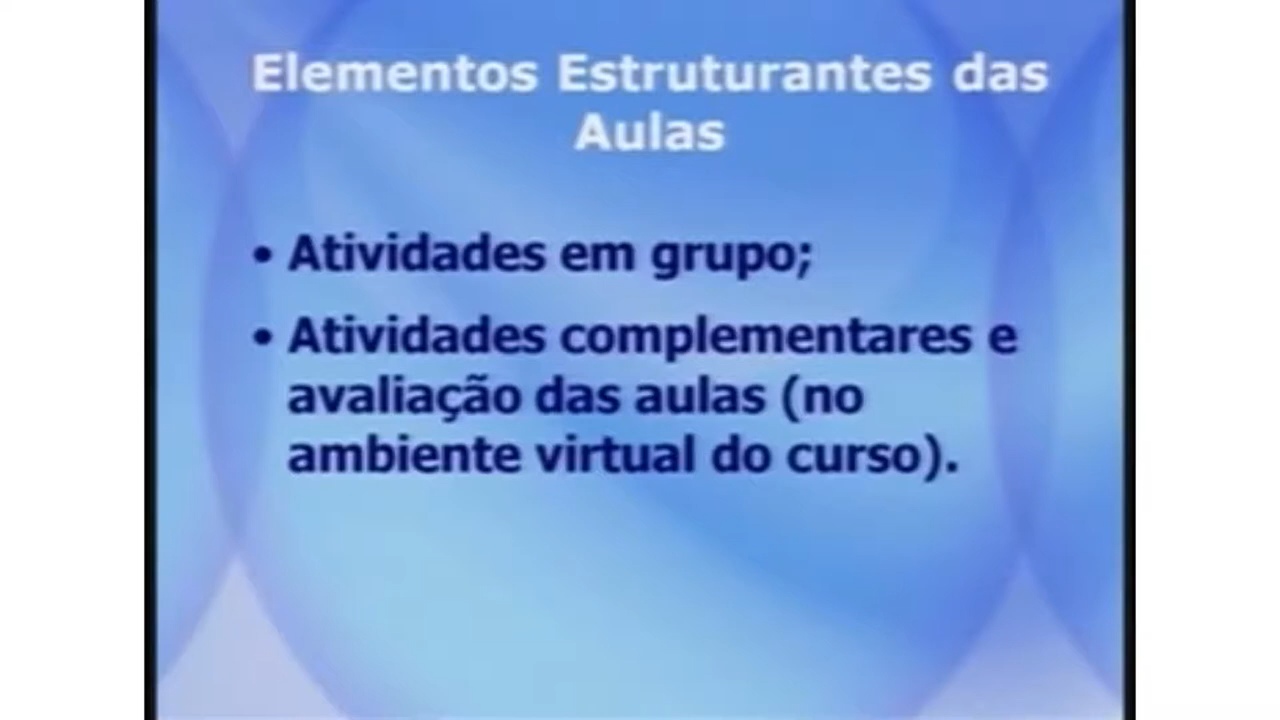 Elementos Estruturantes das
Aulas
• Atividades em grupo;
• Atividades complementares e
avaliação das aulas (no
ambiente virtual do curso).